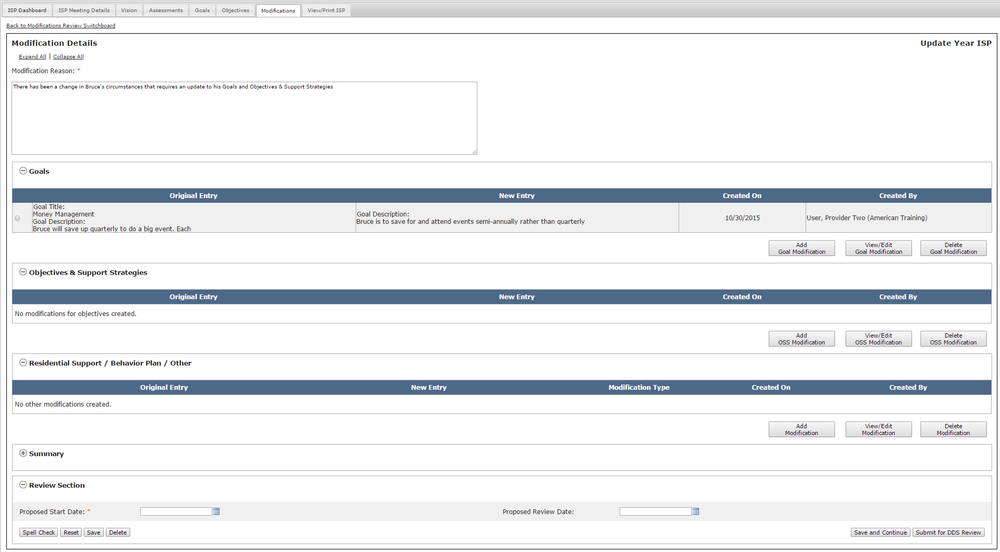 ISP Dashboard ISP Meeting Details Vision Assessments Goals Objectives Modifications View/Print ISP
Back to Modifications Review Switchboard
Modification Details Update Year ISP
Expand All | Collapse All
Modification Reason: *
There has been a change in Bruce's circumstances that requires an update to his Goals and Objectives & Support Strategies
Goals
Original Entry New Entry Created On Created By
Goal Title:
Money Management
Goal Description:
Bruce will save up quarterly to do a big event. Each
Goal Description:
Bruce is to save for and attend events semi-annually rather than quarterly
10/30/2015
User, Provider Two (American Training)
Add
Goal Modification
View/Edit
Goal Modification
Delete
Goal Modification
Objectives & Support Strategies
Original Entry New Entry Created On Created By
No modifications for objectives created.
Add
OSS Modification
View/Edit
OSS Modification
Delete
OSS Modification
Residential Support / Behavior Plan / Other
Original Entry New Entry Modification Type Created On Created By
No other modifications created.
Add
Modification
View/Edit
Modification
Delete
Modification
Summary
Review Section
Proposed Start Date: * Proposed Review Date:
Spell Check Reset Save Delete Save and Continue Submit for DDS Review